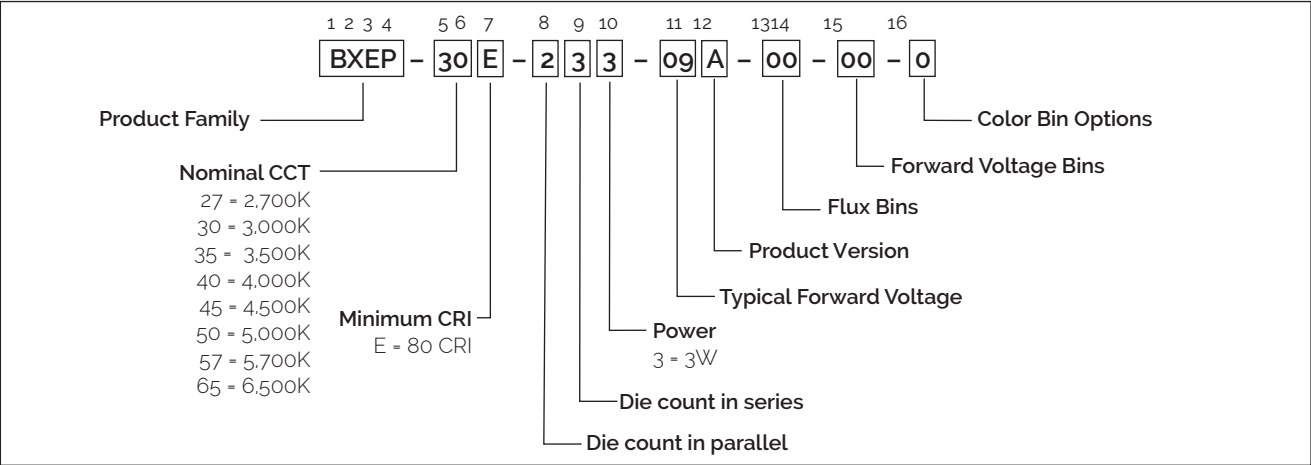 1 2 3 4 5 6 7 8 9 10 11 12 1314 15 16
BXEP – 30 E – 2 3 3 – 09 A – 00 – 00 – 0
Product Family
Color Bin Options
Nominal CCT
Forward Voltage Bins
27 = 2,700K
30 = 3,000K
35 = 3,500K
40 = 4,000K
45 = 4,500K
50 = 5,000K
57 = 5,700K
65 = 6,500K
Flux Bins
Product Version
Typical Forward Voltage
Minimum CRI
E = 80 CRI
Power
3 = 3W
Die count in series
Die count in parallel